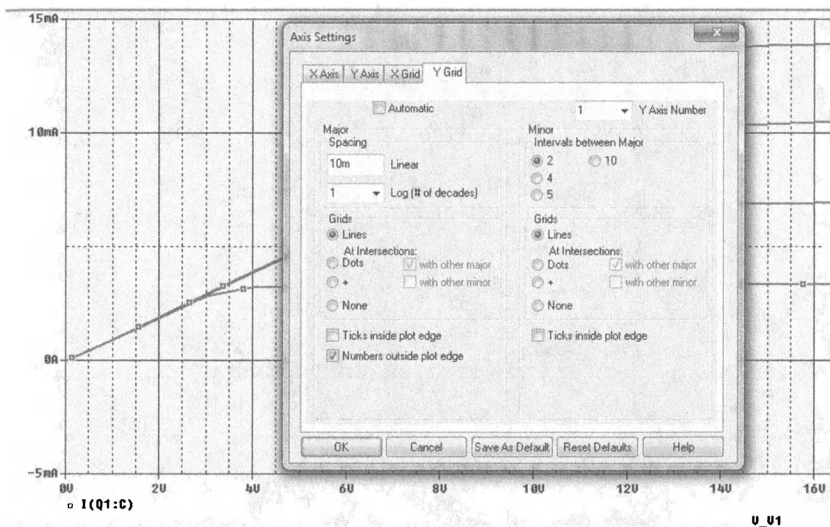 15mA
Axis Settings
X Axis Y Axis X Grid Y Grid
Automatic 1 Y Axis Number
Major Minor
Spacing Intervals between Major
10m Linear 2 10
4
1 Log (# of decades) 5
Grids Grids
Lines Lines
At Intersections: At Intersections:
Dots with other major Dots with other major
+ with other minor + with other minor
None None
Ticks inside plot edge Ticks inside plot edge
Numbers outside plot edge
OK Cancel Save As Default Reset Defaults Help
10mA
0A
-5mA
0V 2V 4V 6V 8V 10V 12V 14V 16V
I(Q1:C)
V_V1